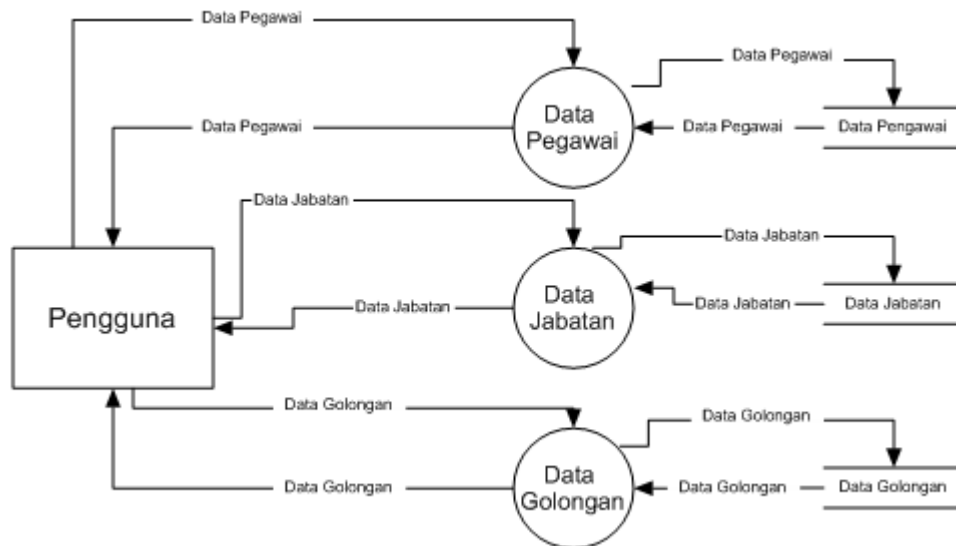 Data Pegawai
Data Pegawai
Data
Pegawai
Data Pegawai
Data Pegawai
Data Pengawai
Data Jabatan
Data Jabatan
Pengguna
Data Jabatan
Data
Jabatan
Data Jabatan
Data Jabatan
Data Golongan
Data Golongan
Data Golongan
Data
Golongan
Data Golongan
Data Golongan